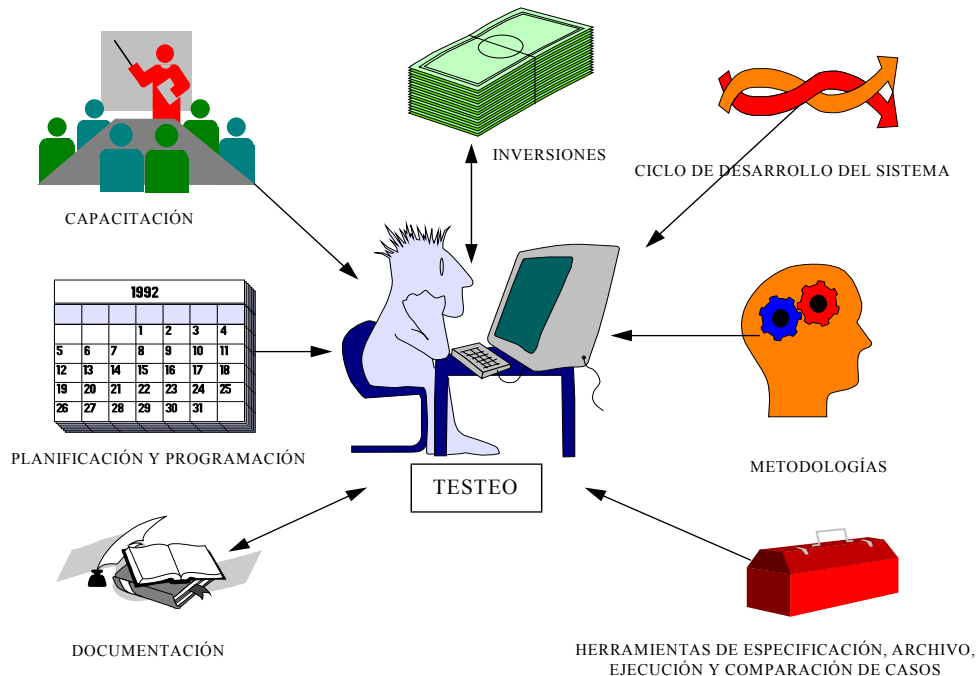 INVERSIONES
CICLO DE DESARROLLO DEL SISTEMA
CAPACITACIÓN
1992
1 2 3 4
5 6 7 8 9 10 11
12 13 14 15 16 17 18
19 20 21 22 23 24 25
26 27 28 29 30 31
PLANIFICACIÓN Y PROGRAMACIÓN
METODOLOGÍAS
TESTEO
DOCUMENTACIÓN
HERRAMIENTAS DE ESPECIFICACIÓN, ARCHIVO,
EJECUCIÓN Y COMPARACIÓN DE CASOS